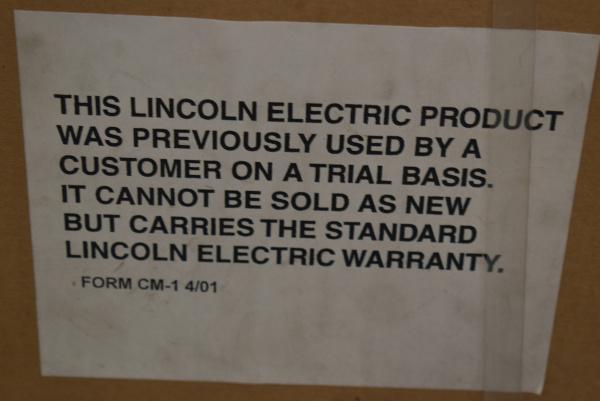 THIS LINCOLN ELECTRIC PRODUCT
WAS PREVIOUSLY USED BY A
CUSTOMER ON A TRIAL BASIS.
IT CANNOT BE SOLD AS NEW
BUT CARRIES THE STANDARD
LINCOLN ELECTRIC WARRANTY.
FORM CM-1 4/01